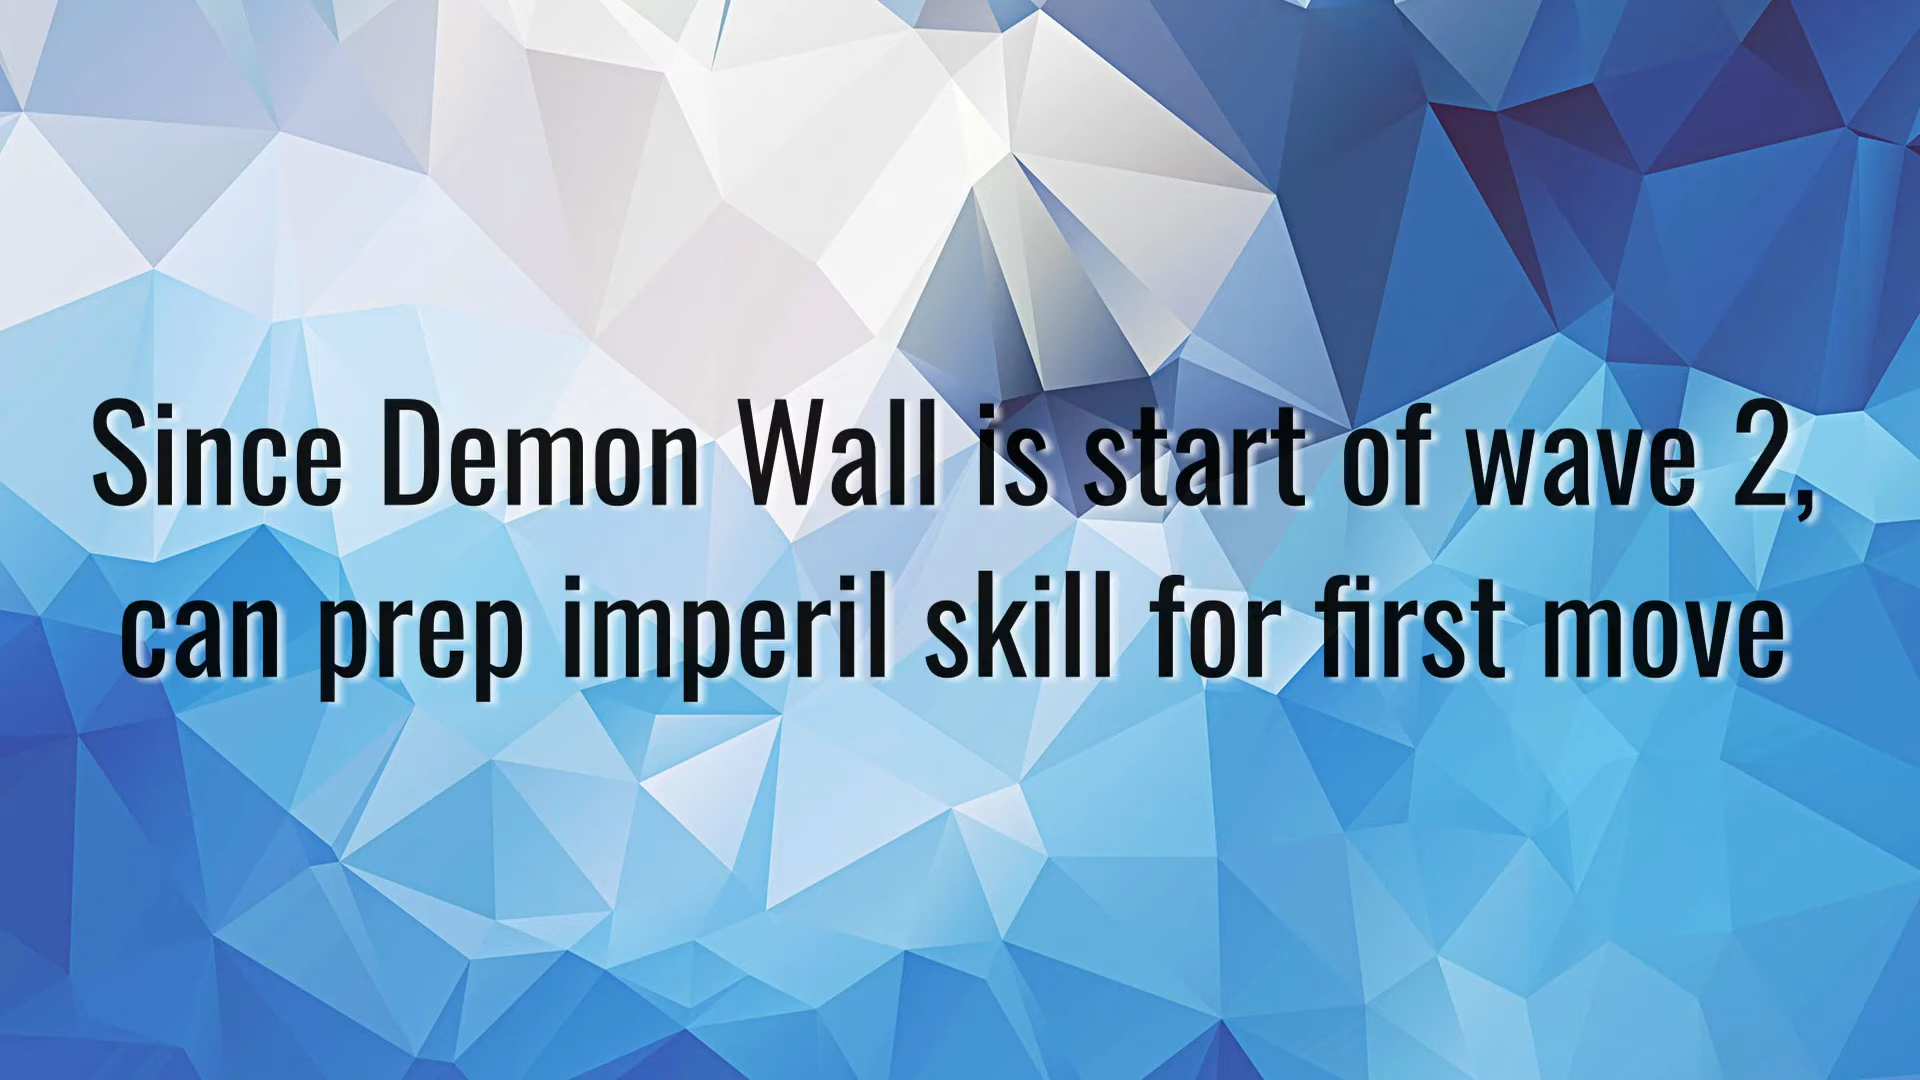 Since Demon Wall is start of wave 2,
can prep imperil skill for first move